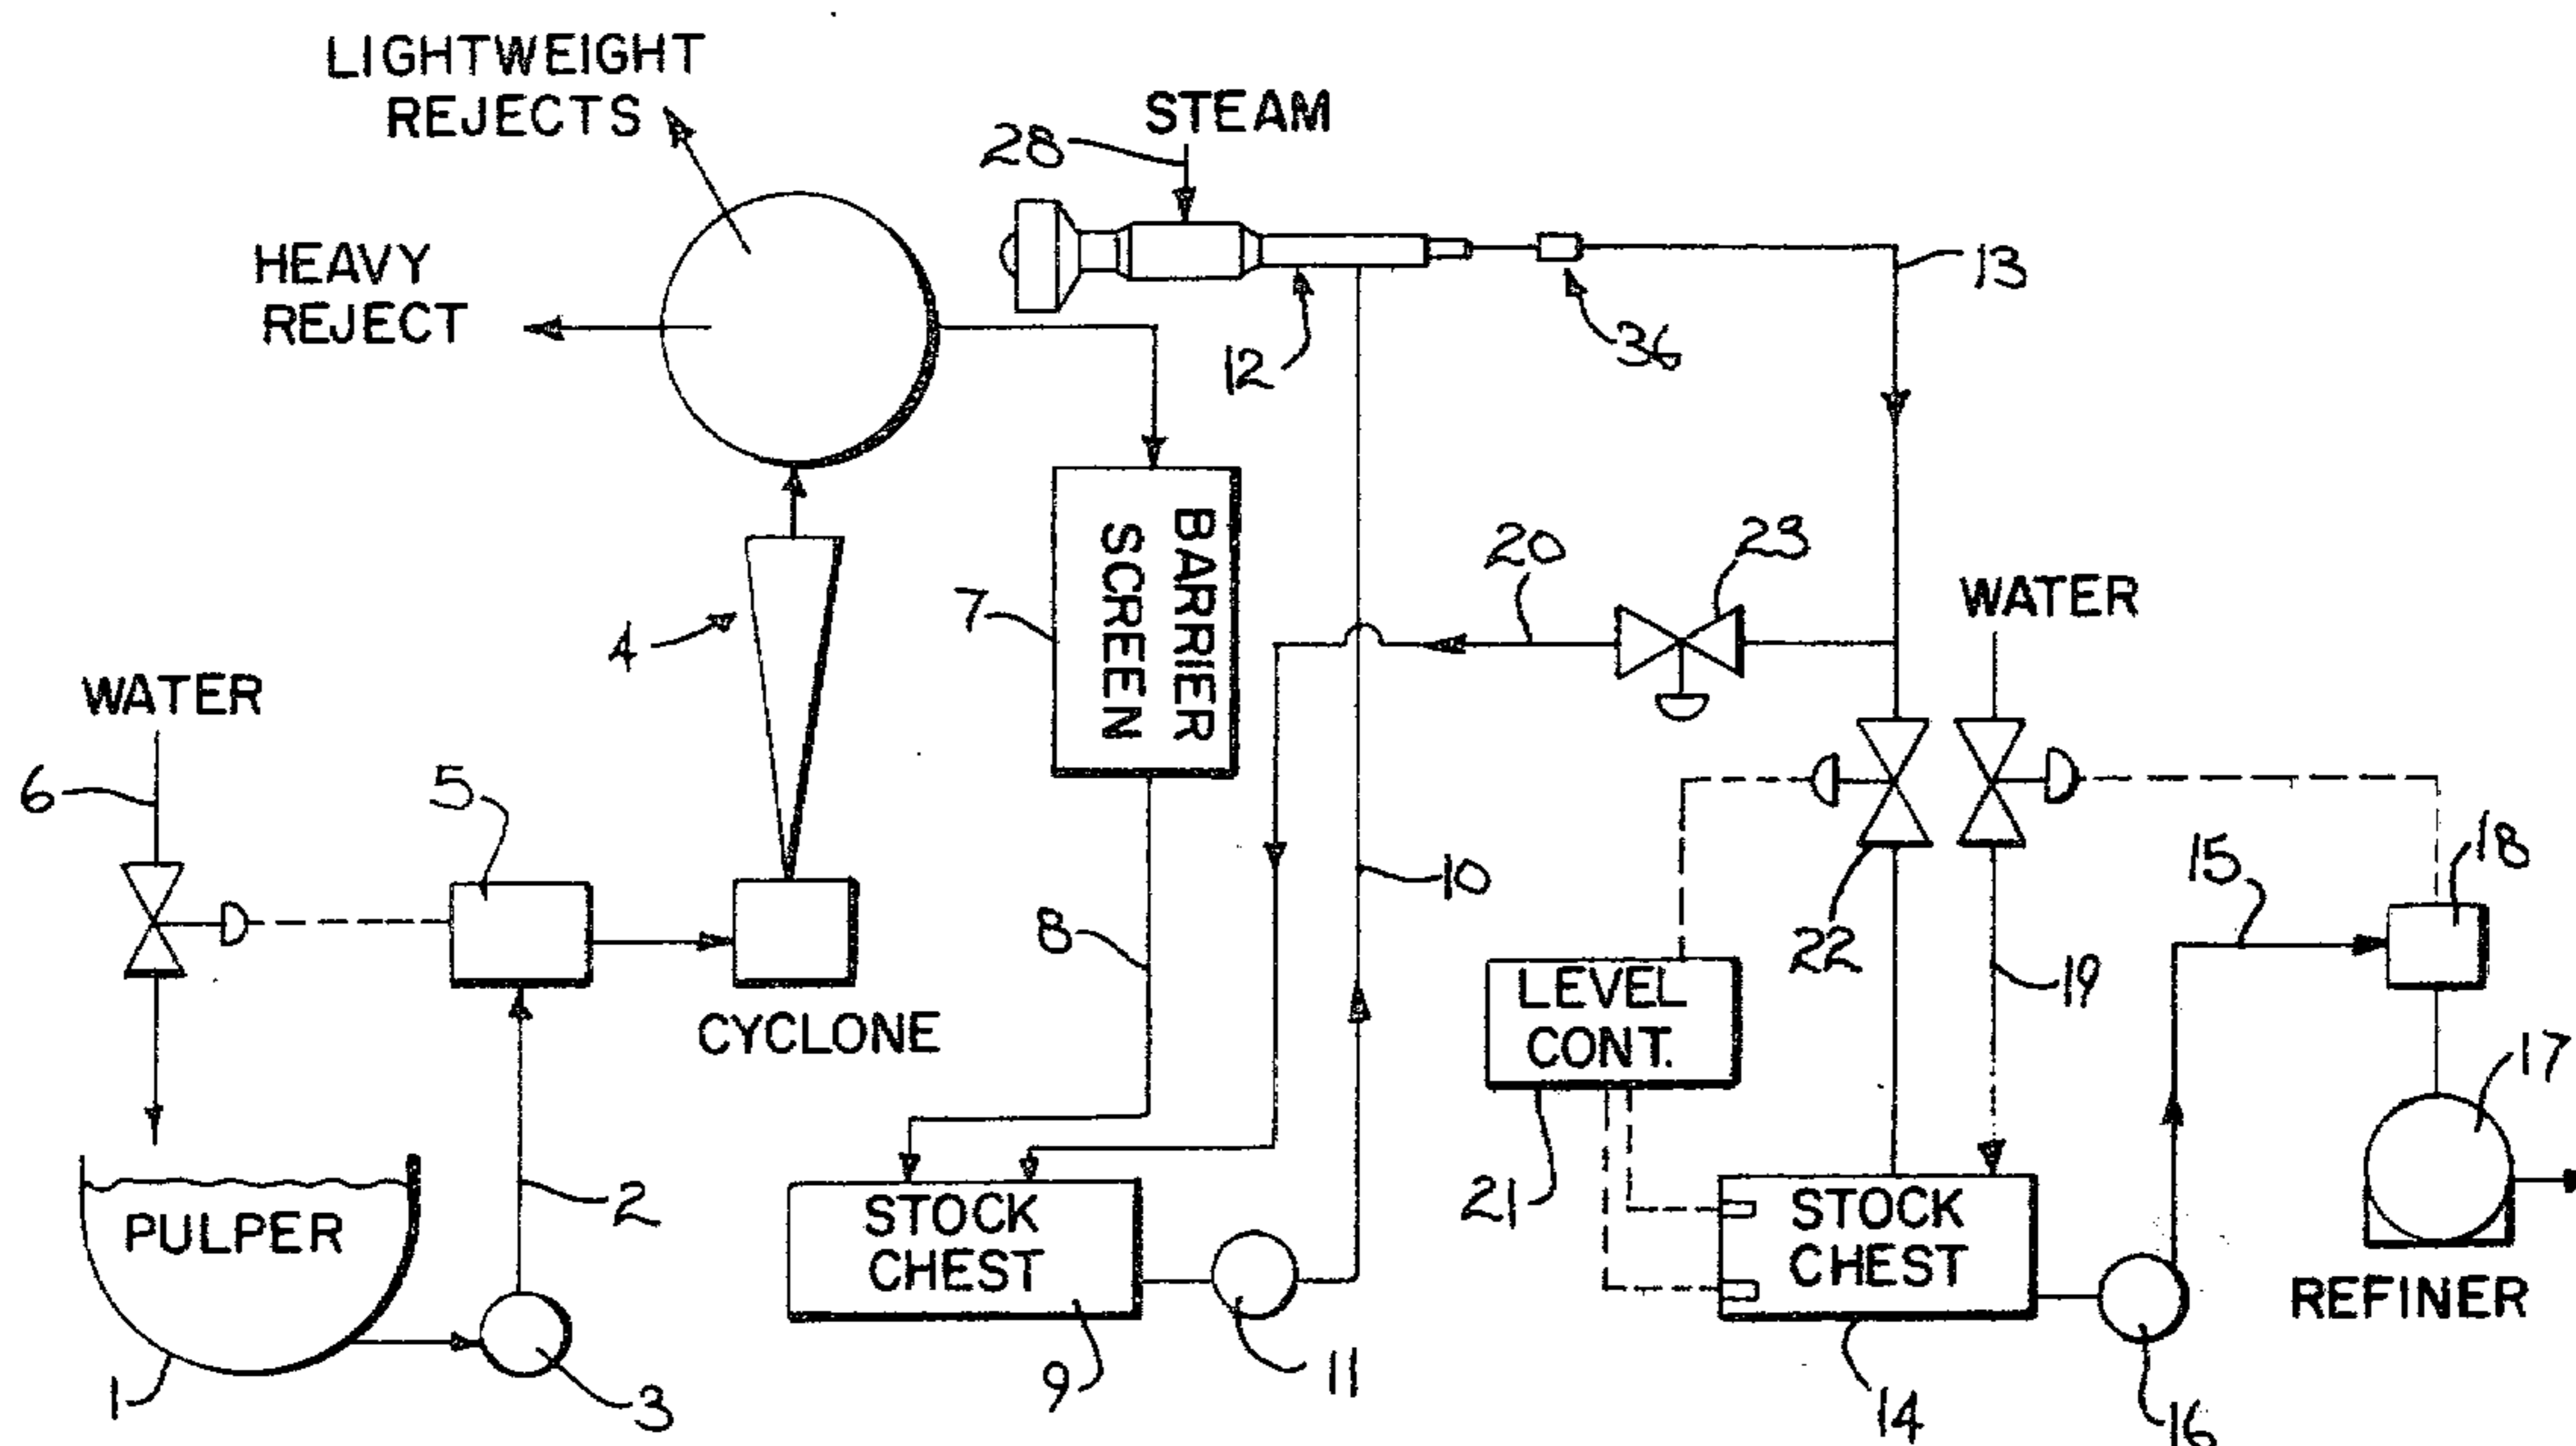 LIGHTWEIGHT
REJECTS
HEAVY
REJECT
STEAM
28
12
36
13
BARRIER
SCREEN
7
4
20
23
WATER
WATER
6
5
8
10
22
19
15
18
CYCLONE
LEVEL
CONT.
21
17
PULPER
1
2
3
STOCK
CHEST
9
11
STOCK
CHEST
14
16
REFINER